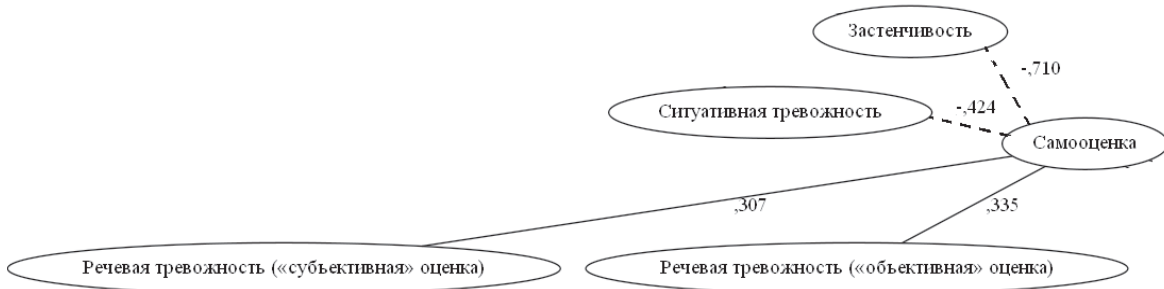 Застенчивость
-,710
Ситуативная тревожность
-,424
Самооценка
,307
,335
Речевая тревожность («субъективная» оценка)
Речевая тревожность («объективная» оценка)